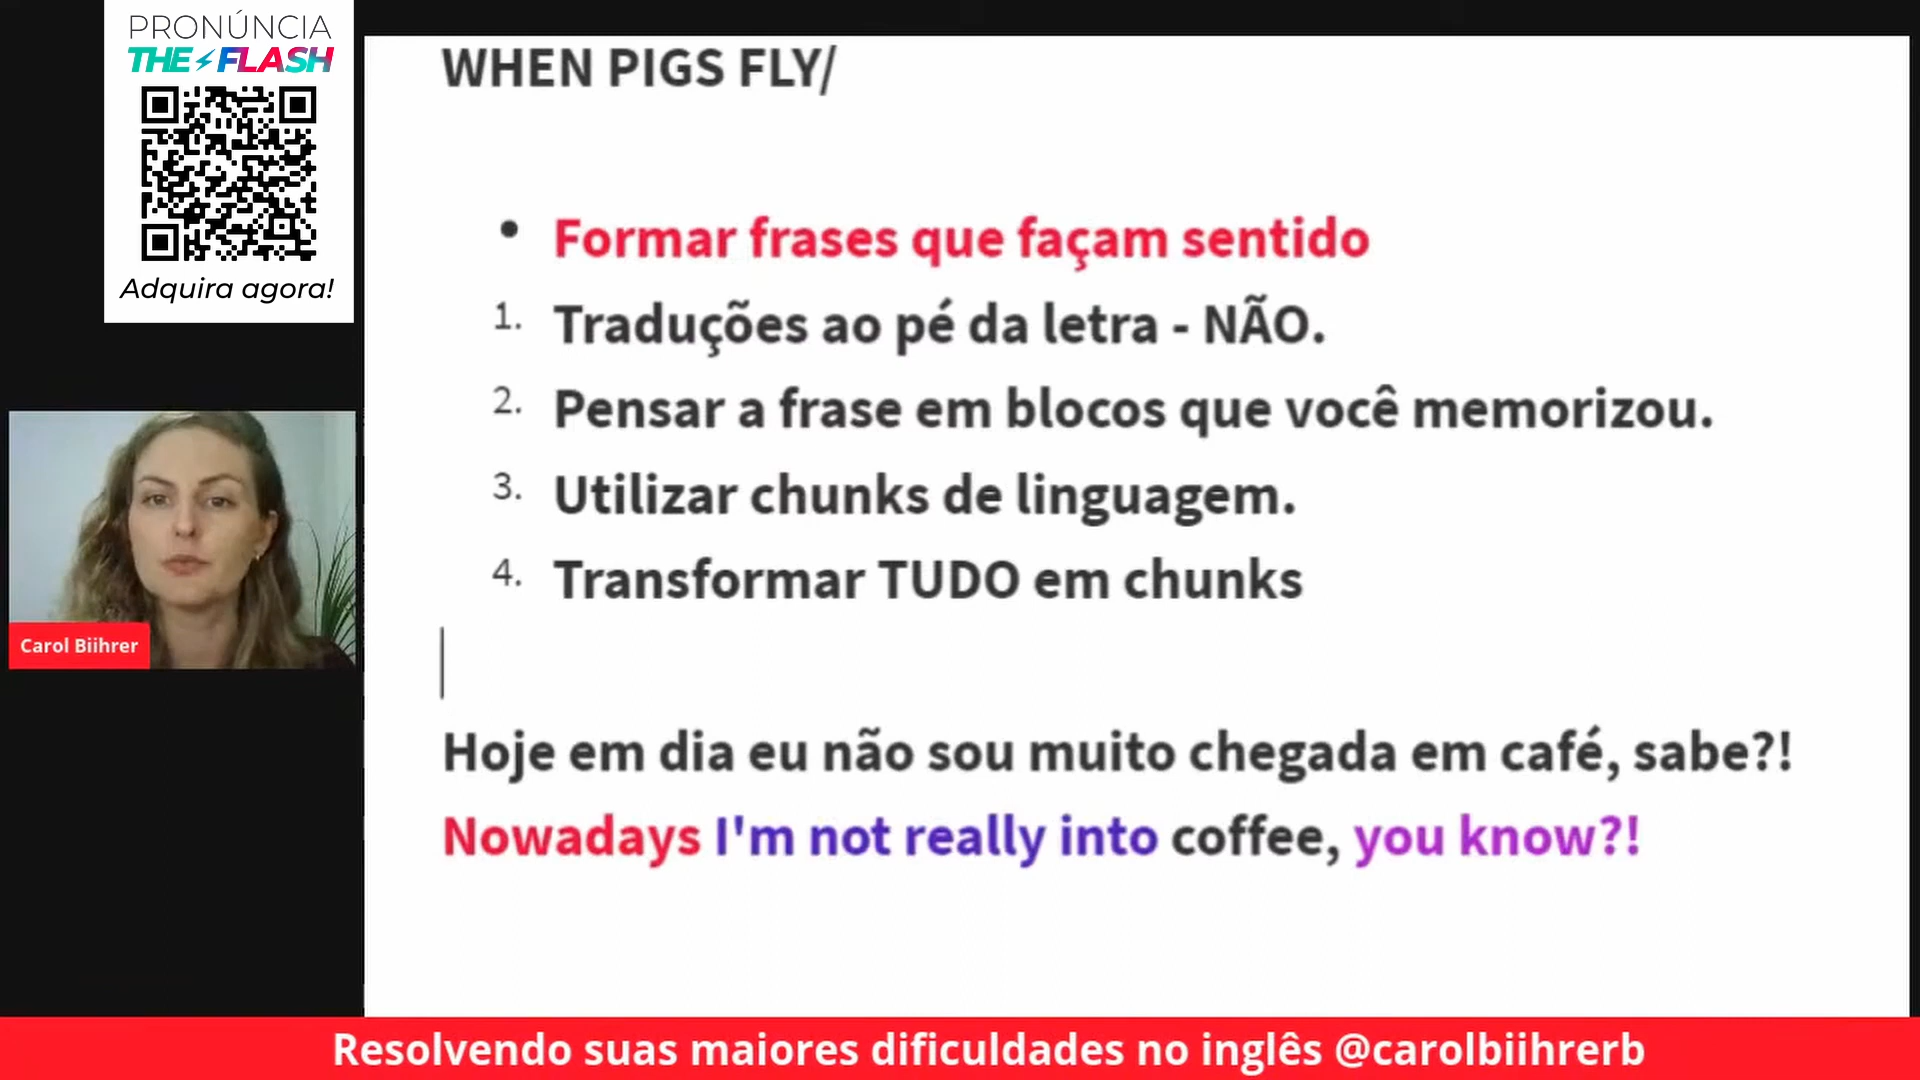 PRONÚNCIA
THE FLASH
Adquira agora!
WHEN PIGS FLY/
• Formar frases que façam sentido
1. Traduções ao pé da letra - NÃO.
2. Pensar a frase em blocos que você memorizou.
3. Utilizar chunks de linguagem.
4. Transformar TUDO em chunks
Carol Biihrer
Hoje em dia eu não sou muito chegada em café, sabe?!
Nowadays I'm not really into coffee, you know?!
Resolvendo suas maiores dificuldades no inglês @carolbiihrerb